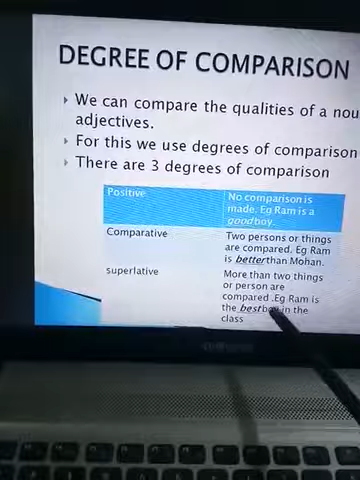 DEGREE OF COMPARISON
We can compare the qualities of a nou
adjectives.
For this we use degrees of comparison
There are 3 degrees of comparison
Positive
No comparison is
made. Eg Ram is a
goodboy.
Comparative
Two persons or things
are compared. Eg Ram
is betterthan Mohan.
superlative
More than two things
or person are
compared .Eg Ram is
the best in the
class